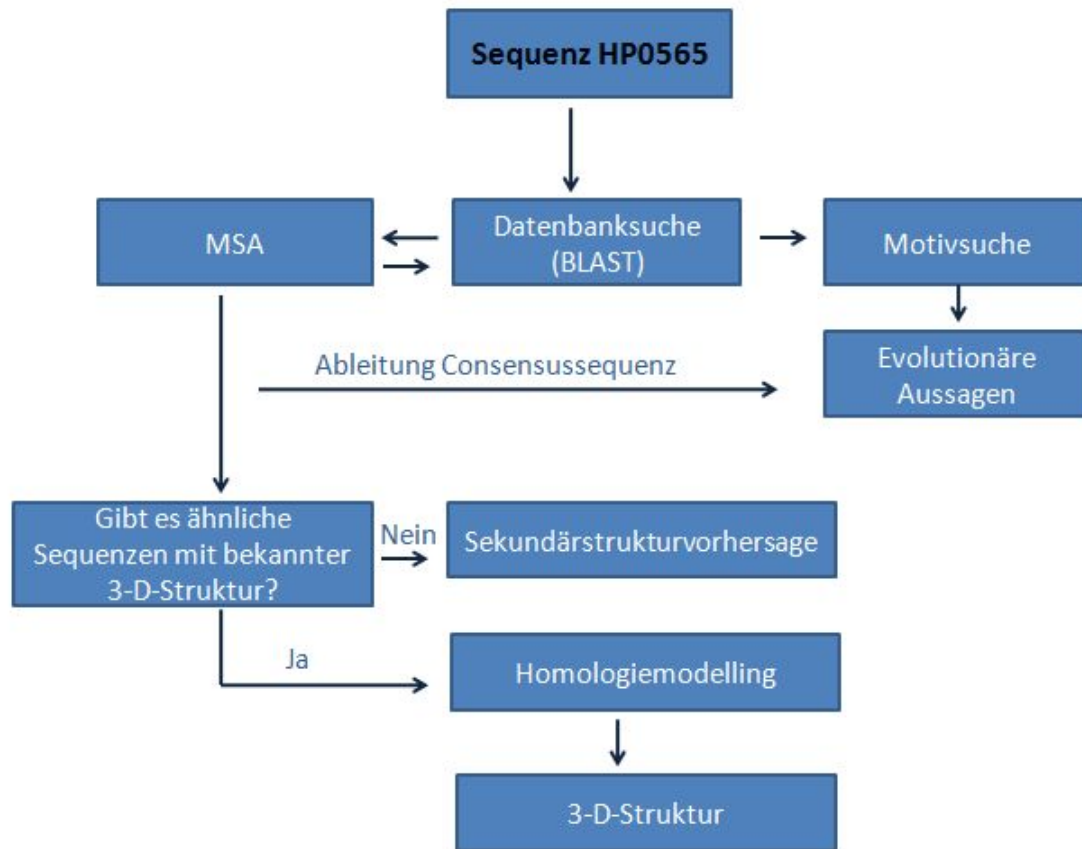 Sequenz HP0565
MSA
Datenbanksuche
(BLAST)
Motivsuche
Ableitung Consensussequenz
Evolutionäre
Aussagen
Gibt es ähnliche
Sequenzen mit bekannter
3-D-Struktur?
Nein
Sekundärstrukturvorhersage
Ja
Homologiemodelling
3-D-Struktur